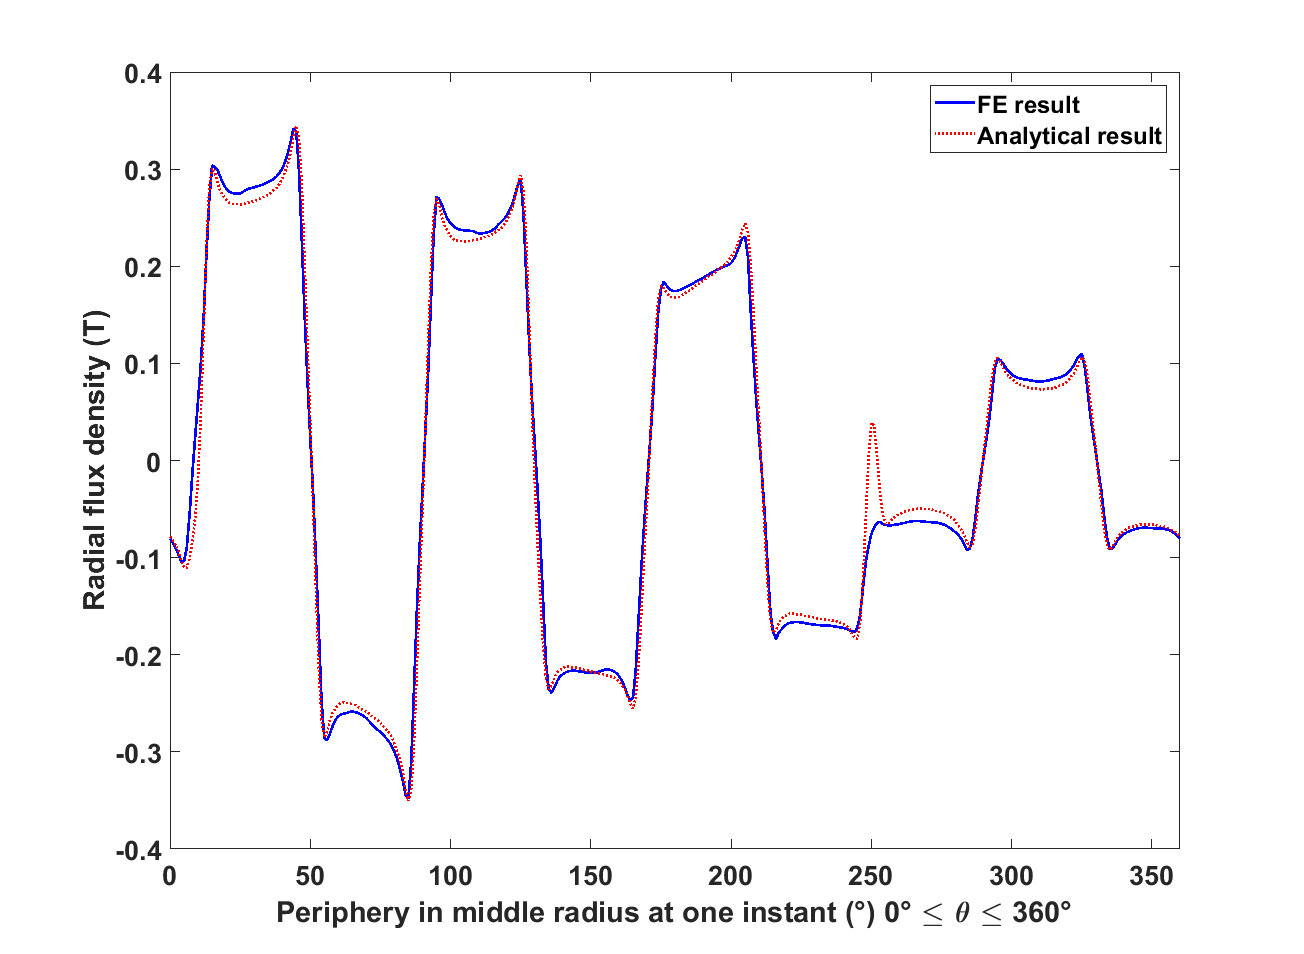 0.4
0.3
0.2
0.1
0
-0.1
-0.2
-0.3
-0.4
Radial flux density (T)
FE result
Analytical result
0 50 100 150 200 250 300 350
Periphery in middle radius at one instant (°) 0° ≤ θ ≤ 360°